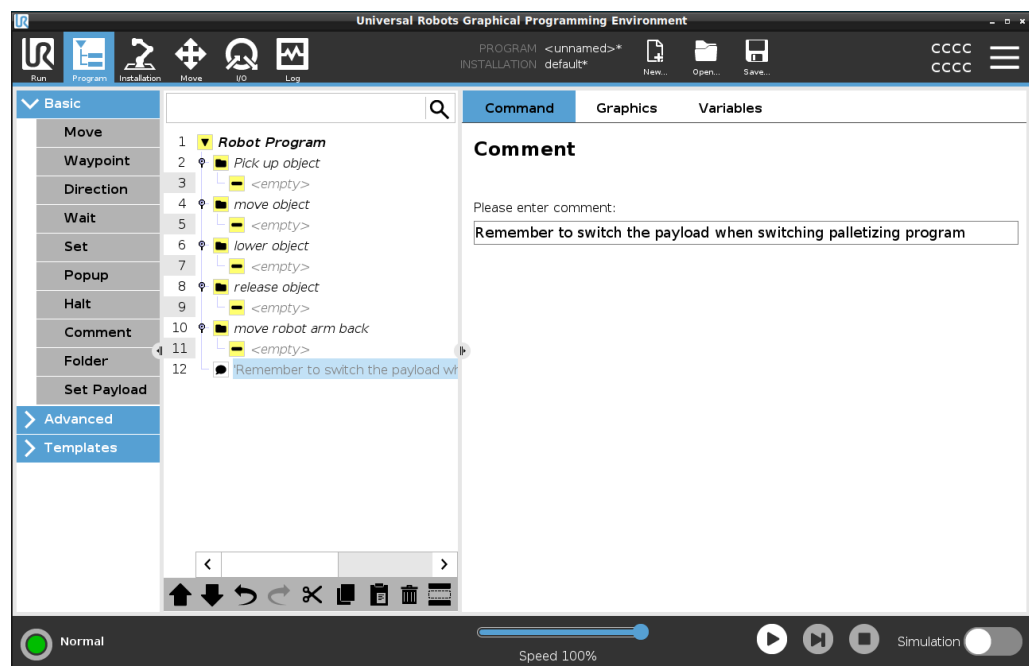 UR
Universal Robots Graphical Programming Environment
UR
Run
Program
Installation
Move
I/O
Log
PROGRAM <unnamed>*
INSTALLATION default*
New...
Open...
Save...
CCCC
CCCC
Basic
Move
Waypoint
Direction
Wait
Set
Popup
Halt
Comment
Folder
Set Payload
Advanced
Templates
1 Robot Program
2 Pick up object
3 <empty>
4 move object
5 <empty>
6 lower object
7 <empty>
8 release object
9 <empty>
10 move robot arm back
11 <empty>
12 'Remember to switch the payload wh
Command Graphics Variables
Comment
Please enter comment:
Remember to switch the payload when switching palletizing program
Normal
Speed 100%
Simulation